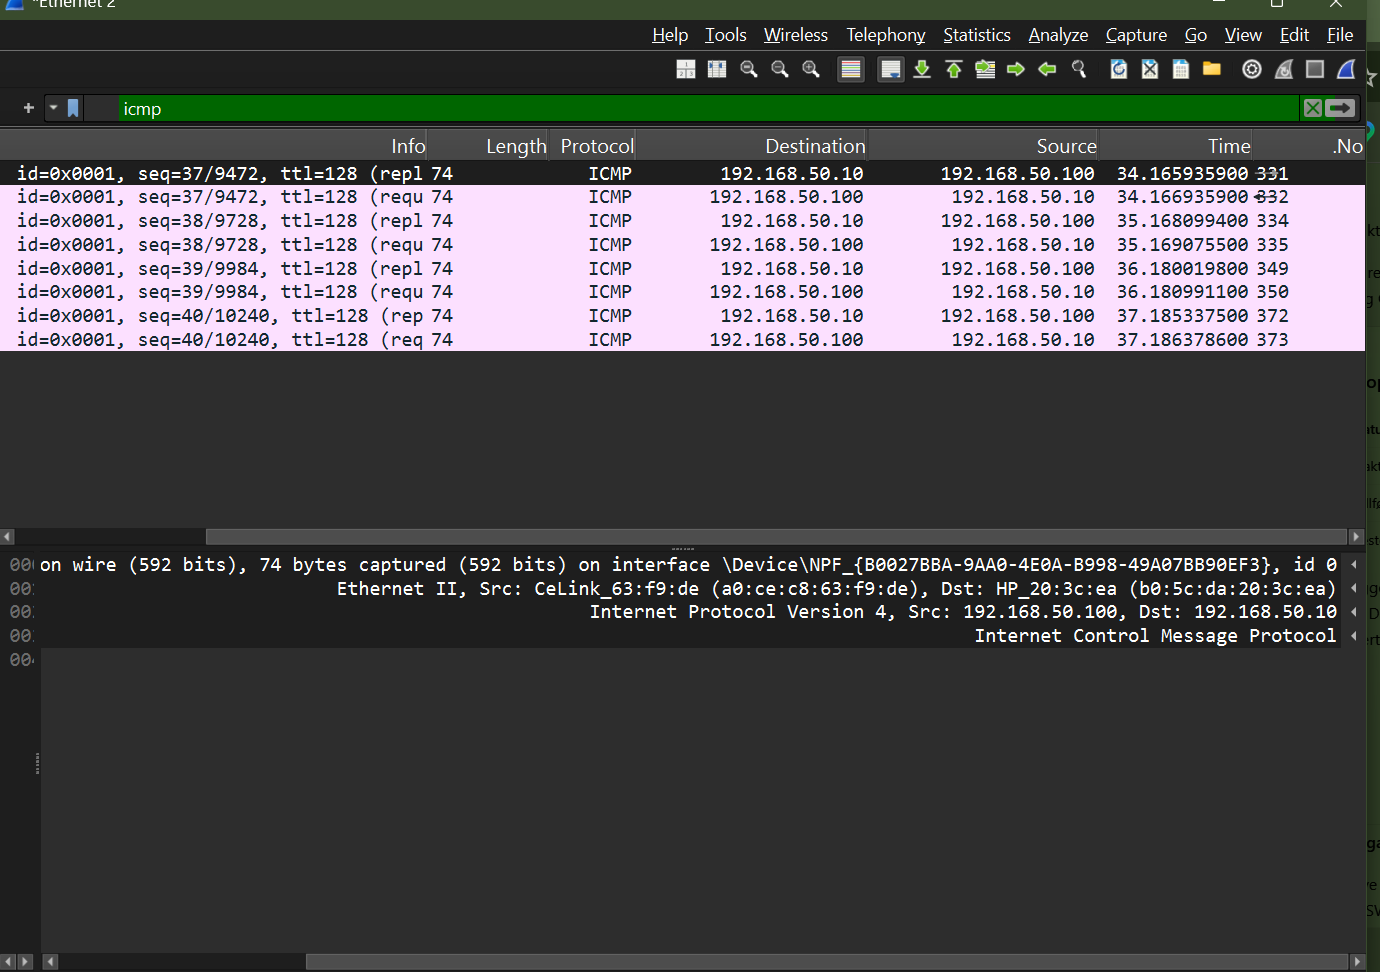 *Ethernet 2
Help Tools Wireless Telephony Statistics Analyze Capture Go View Edit File
+ icmp
Info Length Protocol Destination Source Time .No
id=0x0001, seq=37/9472, ttl=128 (repl 74 ICMP 192.168.50.10 192.168.50.100 34.165935900 331
id=0x0001, seq=37/9472, ttl=128 (requ 74 ICMP 192.168.50.100 192.168.50.10 34.166935900 332
id=0x0001, seq=38/9728, ttl=128 (repl 74 ICMP 192.168.50.10 192.168.50.100 35.168099400 334
id=0x0001, seq=38/9728, ttl=128 (requ 74 ICMP 192.168.50.100 192.168.50.10 35.169075500 335
id=0x0001, seq=39/9984, ttl=128 (repl 74 ICMP 192.168.50.10 192.168.50.100 36.180019800 349
id=0x0001, seq=39/9984, ttl=128 (requ 74 ICMP 192.168.50.100 192.168.50.10 36.180991100 350
id=0x0001, seq=40/10240, ttl=128 (rep 74 ICMP 192.168.50.10 192.168.50.100 37.185337500 372
id=0x0001, seq=40/10240, ttl=128 (req 74 ICMP 192.168.50.100 192.168.50.10 37.186378600 373
on wire (592 bits), 74 bytes captured (592 bits) on interface \Device\NPF_{B0027BBA-9AA0-4E0A-B998-49A07BB90EF3}, id 0
Ethernet II, Src: CeLink_63:f9:de (a0:ce:c8:63:f9:de), Dst: HP_20:3c:ea (b0:5c:da:20:3c:ea)
Internet Protocol Version 4, Src: 192.168.50.100, Dst: 192.168.50.10
Internet Control Message Protocol